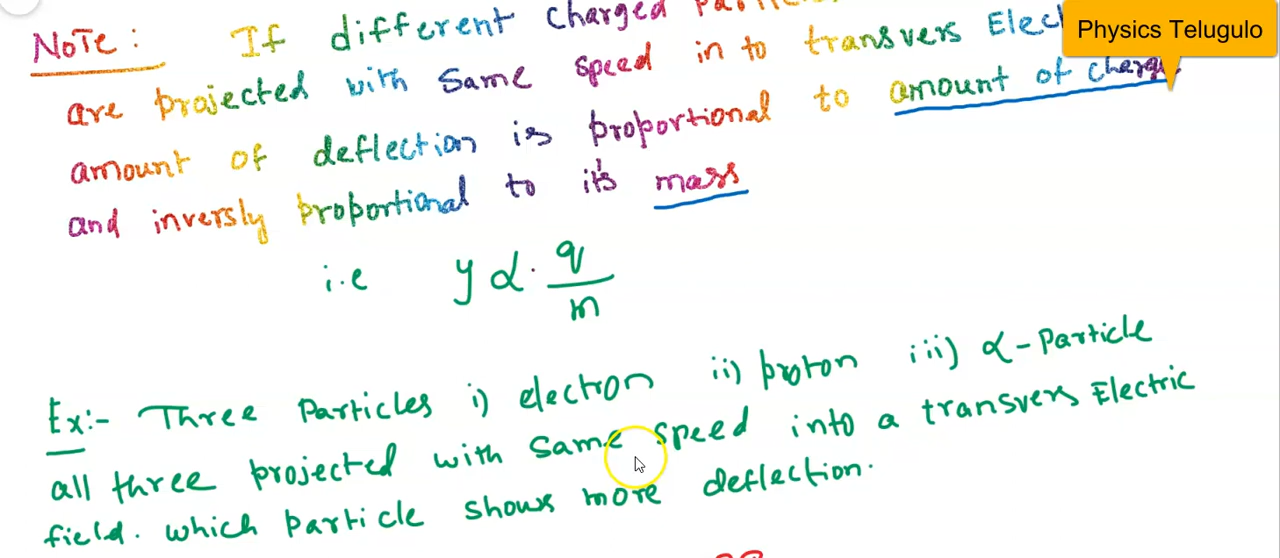 Physics Telugulo
NoTe: If different charged
are projected with same speed in to transvers
amount of deflection is proportional to amount of charge
and inversly proportional to it's mass
i.e y ∝ q/m
Ex:- Three Particles i) electron ii) proton iii) α-Particle
all three projected with same speed into a transvers Electric
field. which particle shows more deflection.